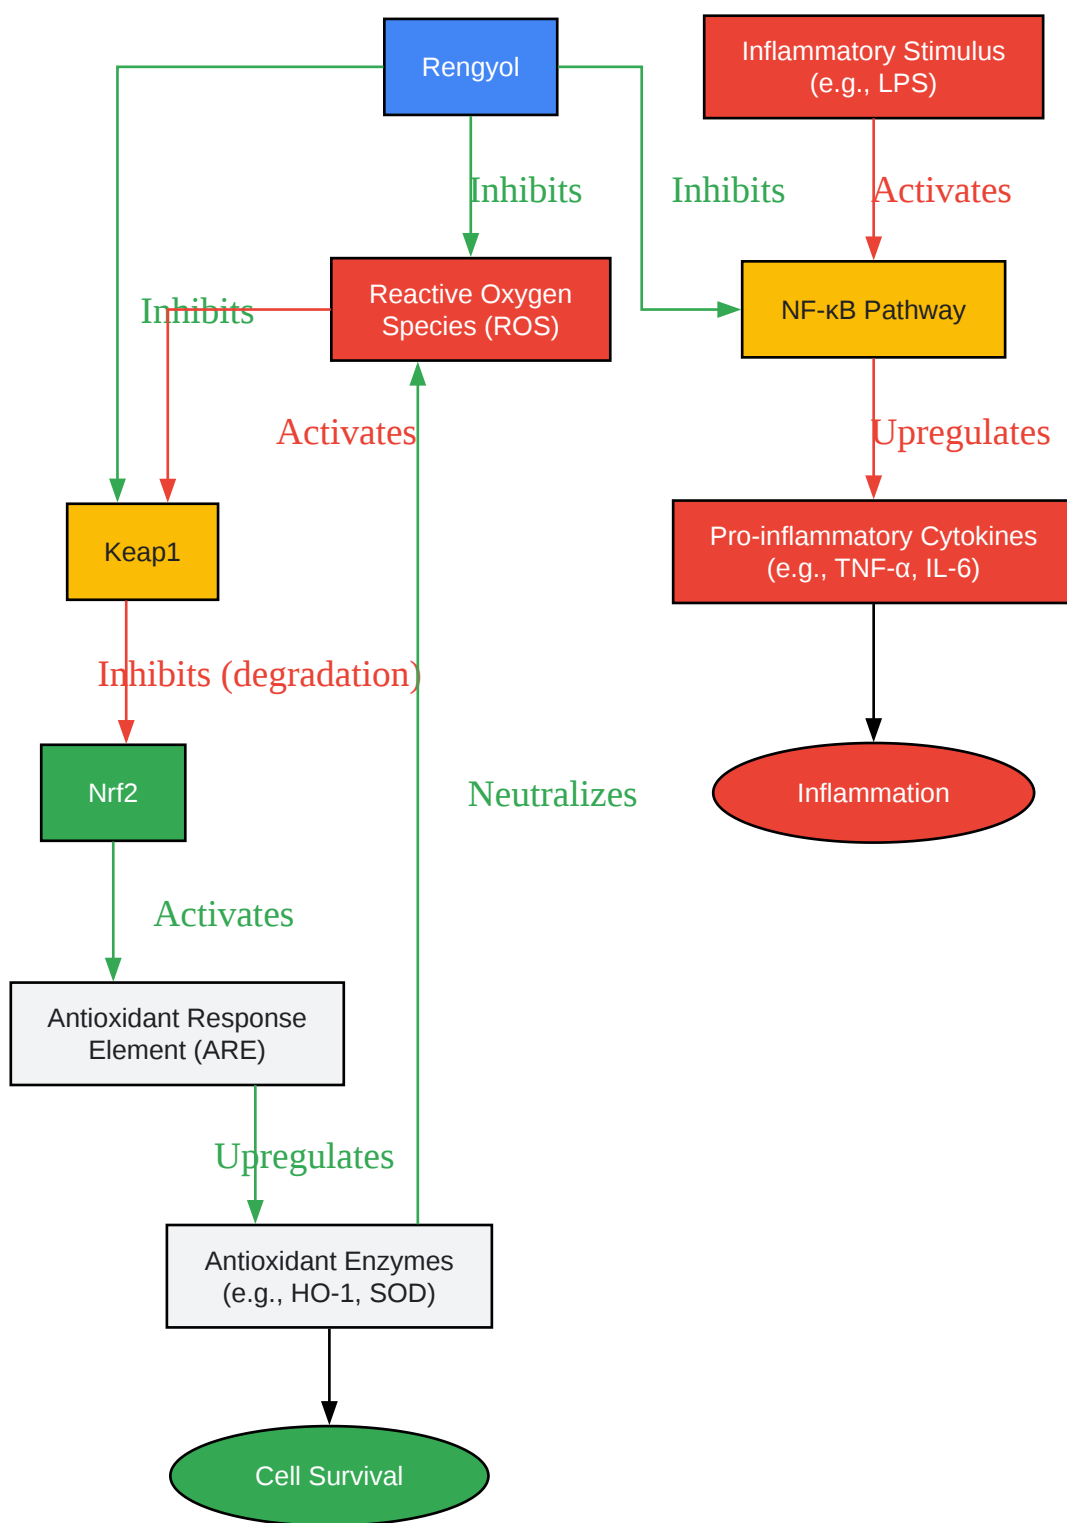 Rengyol
Inflammatory Stimulus
(e.g., LPS)
Inhibits
Inhibits
Activates
Inhibits
Reactive Oxygen
Species (ROS)
NF-κB Pathway
Activates
Upregulates
Keap1
Pro-inflammatory Cytokines
(e.g., TNF-α, IL-6)
Inhibits (degradation)
Nrf2
Neutralizes
Inflammation
Activates
Antioxidant Response
Element (ARE)
Upregulates
Antioxidant Enzymes
(e.g., HO-1, SOD)
Cell Survival